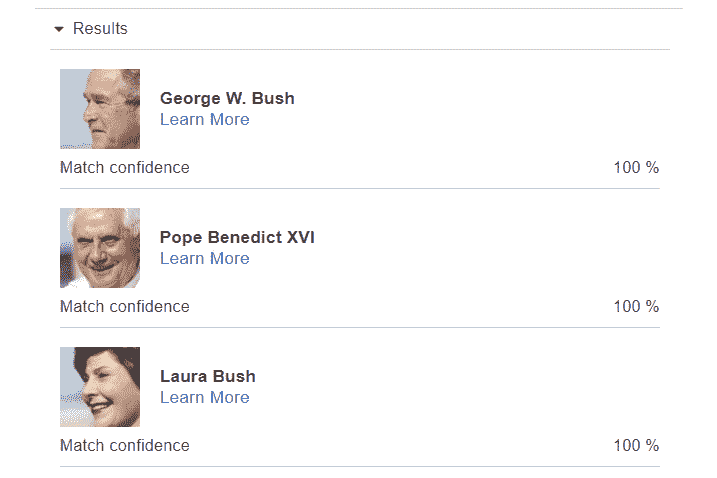 Results
George W. Bush
Learn More
Match confidence 100 %
Pope Benedict XVI
Learn More
Match confidence 100 %
Laura Bush
Learn More
Match confidence 100 %